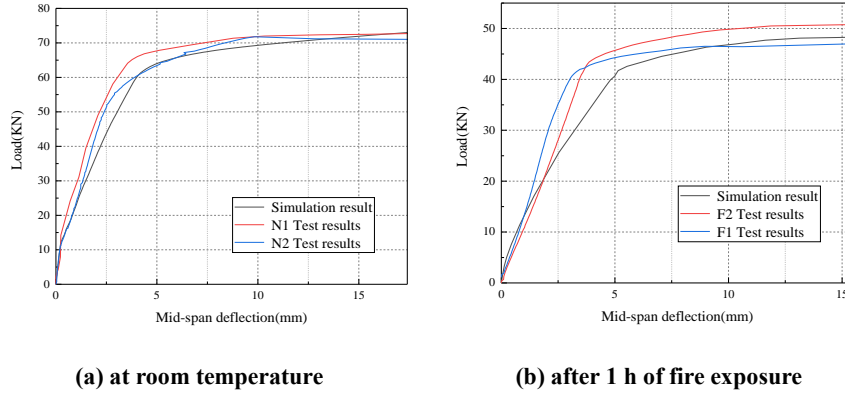 80
70
60
50
40
30
20
10
0
Load(KN)
0
5
10
15
Mid-span deflection(mm)
Simulation result
N1 Test results
N2 Test results
(a) at room temperature
50
40
30
20
10
0
Load(KN)
0
5
10
15
Mid-span deflection(mm)
Simulation result
F2 Test results
F1 Test results
(b) after 1 h of fire exposure